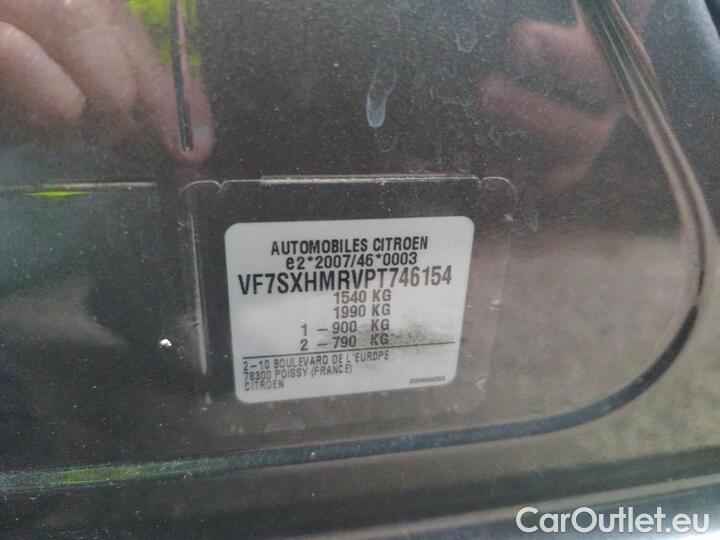 AUTOMOBILES CITROEN
e2*2007/46*0003
VF7SXHMRVPT746154
1540 KG
1990 KG
1 - 900 KG
2 - 790 KG
2-10 BOULEVARD DE L'EUROPE
78300 POISSY (FRANCE)
CITROEN
CarOutlet.eu